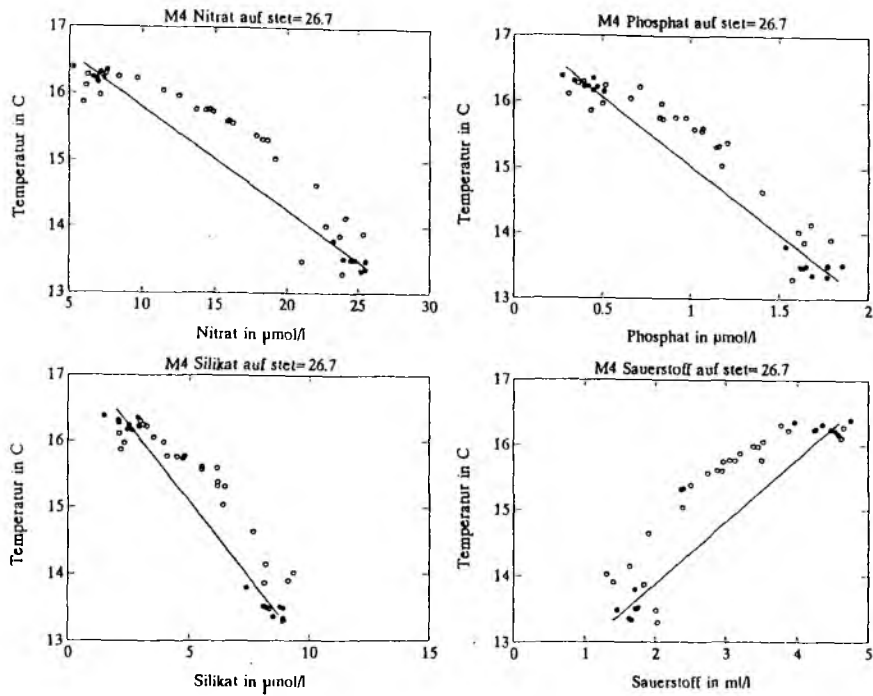 M4 Nitrat auf stet=26.7
17
16
15
14
13
5 10 15 20 25 30
Temperatur in C
Nitrat in µmol/l
M4 Phosphat auf stet=26.7
17
16
15
14
13
0 0.5 1 1.5 2
Temperatur in C
Phosphat in µmol/l
M4 Silikat auf stet=26.7
17
16
15
14
13
0 5 10 15
Temperatur in C
Silikat in µmol/l
M4 Sauerstoff auf stet=26.7
17
16
15
14
13
0 1 2 3 4 5
Temperatur in C
Sauerstoff in ml/l